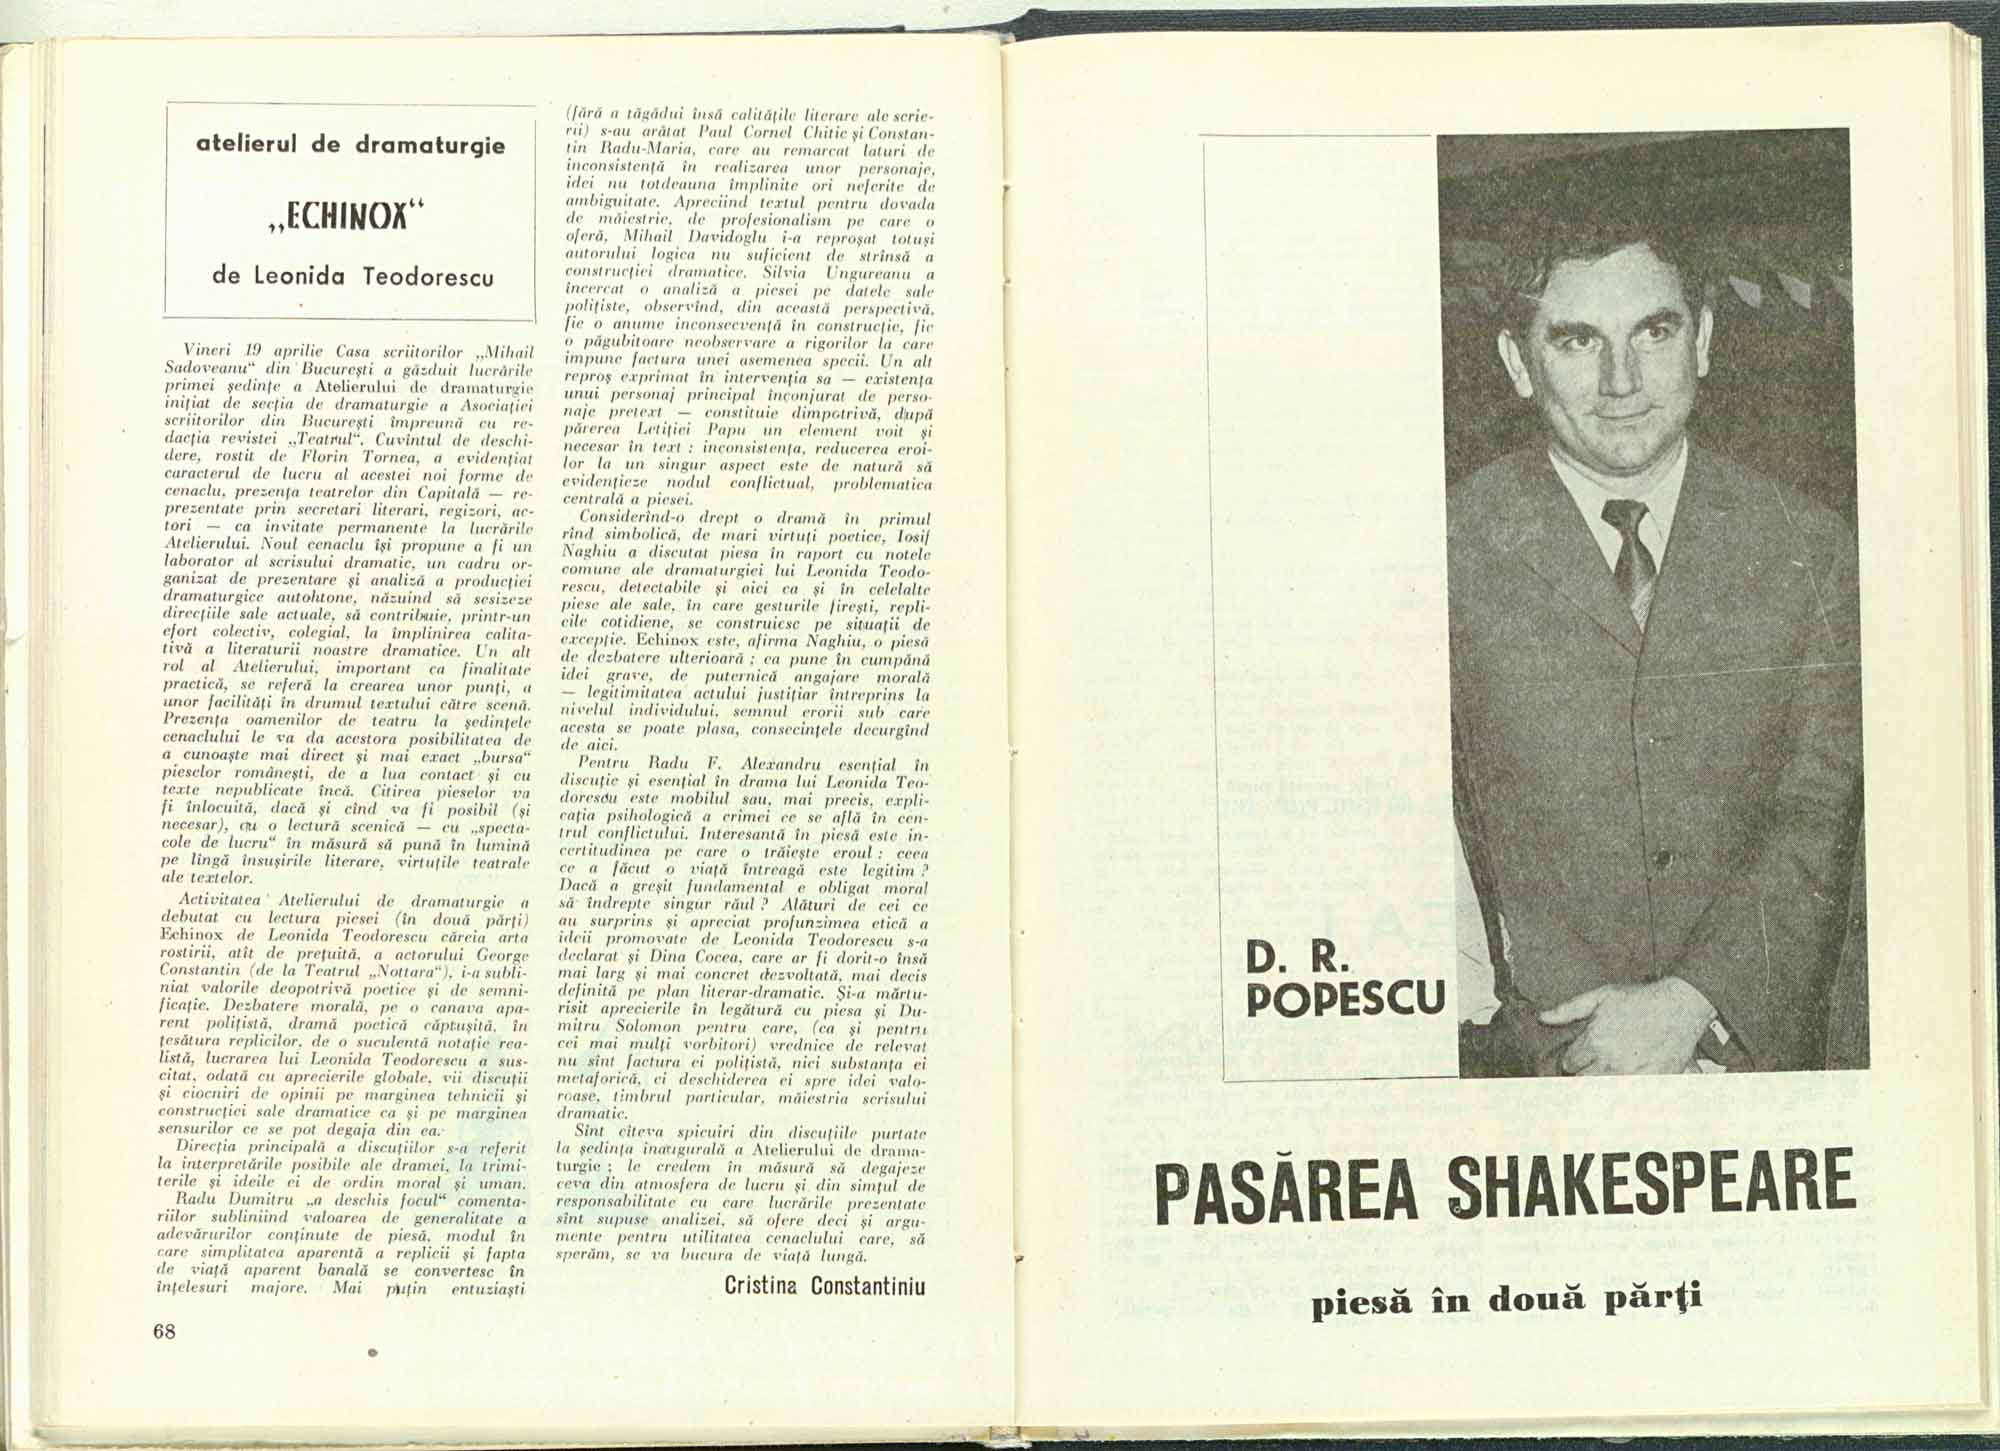 atelierul de dramaturgie
„ECHINOX“
de Leonida Teodorescu
Vineri 19 aprilie Casa scriitorilor „Mihail
Sadoveanu“ din București a găzduit lucrările
primei ședințe a Atelierului de dramaturgie
inițiat de secția de dramaturgie a Asociației
scriitorilor din București împreună cu re-
dacția revistei „Teatrul“. Cuvîntul de deschi-
dere, rostit de Florin Tornea, a evidențiat
caracterul de lucru al acestei noi forme de
cenaclu, prezența teatrelor din Capitală — re-
prezentate prin secretari literari, regizori, ac-
tori — ca invitate permanente la lucrările
Atelierului. Noul cenaclu își propune a fi un
laborator al scrisului dramatic, un cadru or-
ganizat de prezentare și analiză a producției
dramaturgice autohtone, năzuind să sesizeze
direcțiile sale actuale, să contribuie, printr-un
efort colectiv, colegial, la împlinirea calita-
tivă a literaturii noastre dramatice. Un alt
rol al Atelierului, important ca finalitate
practică, se referă la crearea unor punți, a
unor facilități în drumul textului către scenă.
Prezența oamenilor de teatru la ședințele
cenaclului le va da acestora posibilitatea de
a cunoaște mai direct și mai exact „bursa“
pieselor românești, de a lua contact și cu
texte nepublicate încă. Citirea pieselor va
fi înlocuită, dacă și cînd va fi posibil (și
necesar), cu o lectură scenică — cu „specta-
cole de lucru“ în măsură să pună în lumină
pe lîngă însușirile literare, virtuțile teatrale
ale textelor.
Activitatea Atelierului de dramaturgie a
debutat cu lectura piesei (în două părți)
Echinox de Leonida Teodorescu căreia arta
rostirii, atît de prețuită, a actorului George
Constantin (de la Teatrul „Nottara“), i-a subli-
niat valorile deopotrivă poetice și de semni-
ficație. Dezbatere morală, pe o canava apa-
rent polițistă, dramă poetică căptușită, în
țesătura replicilor, de o suculentă notație rea-
listă, lucrarea lui Leonida Teodorescu a sus-
citat, odată cu aprecierile globale, vii discuții
și ciocniri de opinii pe marginea tehnicii și
construcției sale dramatice ca și pe marginea
sensurilor ce se pot degaja din ea.
Direcția principală a discuțiilor s-a referit
la interpretările posibile ale dramei, la trimi-
terile și ideile ei de ordin moral și uman.
Radu Dumitru „a deschis focul“ comenta-
riilor subliniind valoarea de generalitate a
adevărurilor conținute de piesă, modul în
care simplitatea aparentă a replicii și fapta
de viață aparent banală se convertesc în
înțelesuri majore. Mai puțin entuziaști
68
(fără a tăgădui însă calitățile literare ale scrie-
rii) s-au arătat Paul Cornel Chitic și Constan-
tin Radu-Maria, care au remarcat laturi de
inconsistență în realizarea unor personaje,
idei nu totdeauna împlinite ori neferite de
ambiguitate. Apreciind textul pentru dovada
de măiestrie, de profesionalism pe care o
oferă, Mihail Davidoglu i-a reproșat totuși
autorului logica nu suficient de strînsă a
construcției dramatice. Silvia Ungureanu a
încercat o analiză a piesei pe datele sale
polițiste, observînd, din această perspectivă,
fie o anume inconsecvență în construcție, fie
o păgubitoare neobservare a rigorilor la care
impune factura unei asemenea specii. Un alt
reproș exprimat în intervenția sa — existența
unui personaj principal înconjurat de perso-
naje pretext — constituie dimpotrivă, după
părerea Letiției Papu un element voit și
necesar în text : inconsistența, reducerea eroi-
lor la un singur aspect este de natură să
evidențieze nodul conflictual, problematica
centrală a piesei.
Considerînd-o drept o dramă în primul
rînd simbolică, de mari virtuți poetice, Iosif
Naghiu a discutat piesa în raport cu notele
comune ale dramaturgiei lui Leonida Teodo-
rescu, detectabile și aici ca și în celelalte
piese ale sale, în care gesturile firești, repli-
cile cotidiene, se construiesc pe situații de
excepție. Echinox este, afirma Naghiu, o piesă
de dezbatere ulterioară ; ea pune în cumpănă
idei grave, de puternică angajare morală
— legitimitatea actului justițiar întreprins la
nivelul individului, semnul erorii sub care
acesta se poate plasa, consecințele decurgînd
de aici.
Pentru Radu F. Alexandru esențial în
discuție și esențial în drama lui Leonida Teo-
dorescu este mobilul sau, mai precis, expli-
cația psihologică a crimei ce se află în cen-
trul conflictului. Interesantă în piesă este in-
certitudinea pe care o trăiește eroul : ceea
ce a făcut o viață întreagă este legitim ?
Dacă a greșit fundamental e obligat moral
să îndrepte singur răul ? Alături de cei ce
au surprins și apreciat profunzimea etică a
ideii promovate de Leonida Teodorescu s-a
declarat și Dina Cocea, care ar fi dorit-o însă
mai larg și mai concret dezvoltată, mai decis
definită pe plan literar-dramatic. Și-a mărtu-
risit aprecierile în legătură cu piesa și Du-
mitru Solomon pentru care, (ca și pentru
cei mai mulți vorbitori) vrednice de relevat
nu sînt factura ei polițistă, nici substanța ei
metaforică, ci deschiderea ei spre idei valo-
roase, timbrul particular, măiestria scrisului
dramatic.
Sînt cîteva spicuiri din discuțiile purtate
la ședința inaugurală a Atelierului de drama-
turgie ; le credem în măsură să degajeze
ceva din atmosfera de lucru și din simțul de
responsabilitate cu care lucrările prezentate
sînt supuse analizei, să ofere deci și argu-
mente pentru utilitatea cenaclului care, să
sperăm, se va bucura de viață lungă.
Cristina Constantiniu
D. R.
POPESCU
PASĂREA SHAKESPEARE
piesă în două părți